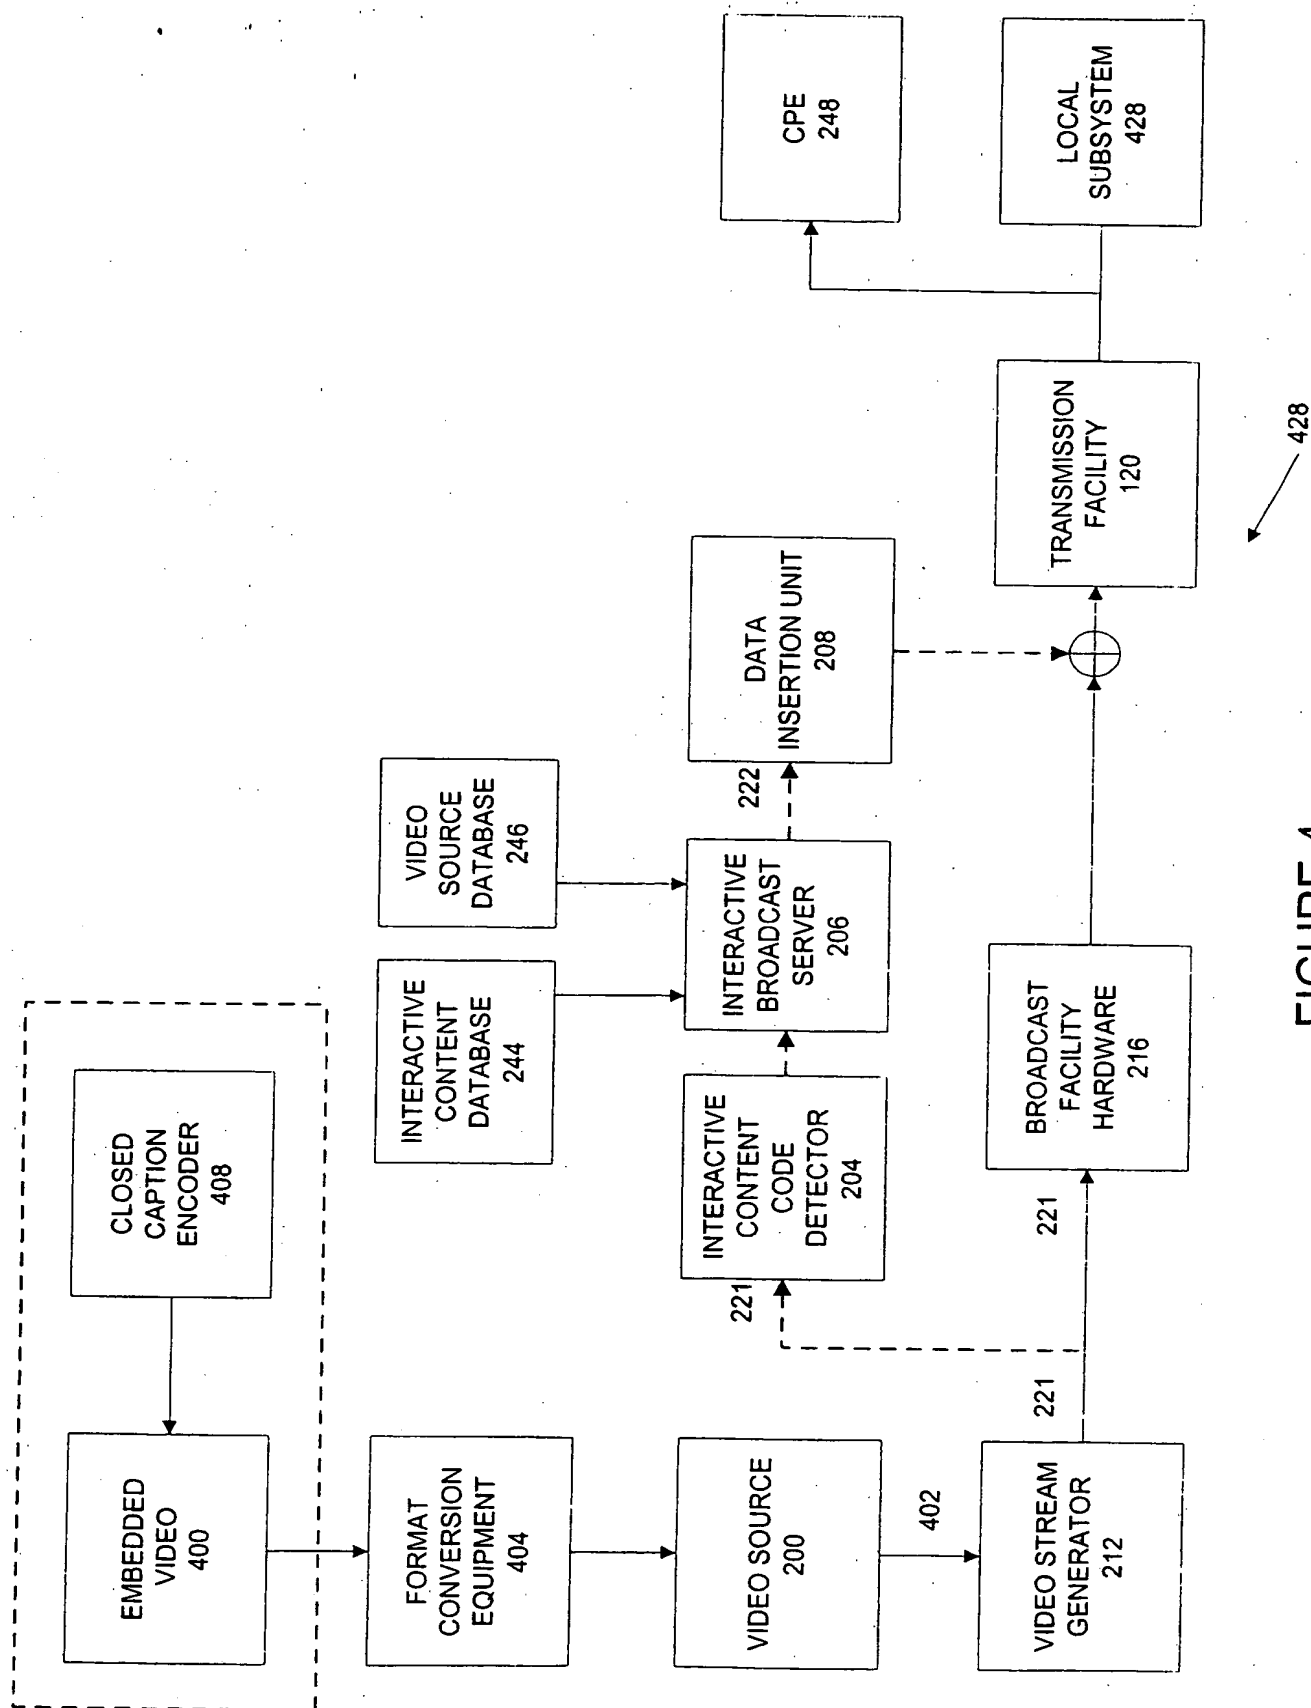 EMBEDDED
VIDEO
400
CLOSED
CAPTION
ENCODER
408
FORMAT
CONVERSION
EQUIPMENT
404
INTERACTIVE
CONTENT
DATABASE
244
VIDEO
SOURCE
DATABASE
246
VIDEO SOURCE
200
221
INTERACTIVE
CONTENT
CODE
DETECTOR
204
INTERACTIVE
BROADCAST
SERVER
206
222
DATA
INSERTION UNIT
208
CPE
248
402
VIDEO STREAM
GENERATOR
212
221
221
BROADCAST
FACILITY
HARDWARE
216
TRANSMISSION
FACILITY
120
LOCAL
SUBSYSTEM
428
428
FIGURE 4